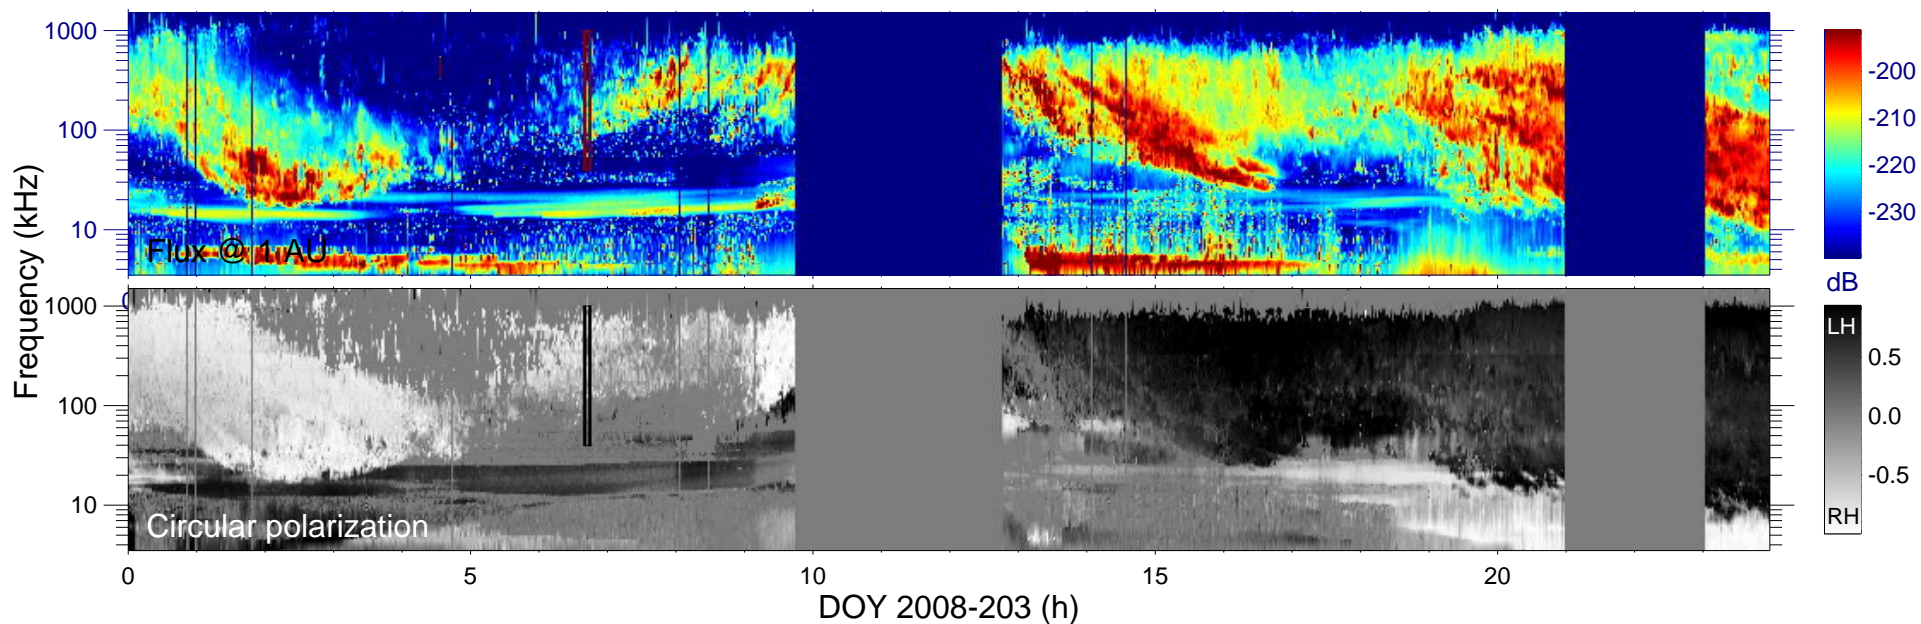 1000
100
10
Flux @ 1 AU
-200
-210
-220
-230
dB
0
Frequency (kHz)
1000
100
10
Circular polarization
LH
0.5
0.0
-0.5
RH
0 5 10 15 20
DOY 2008-203 (h)